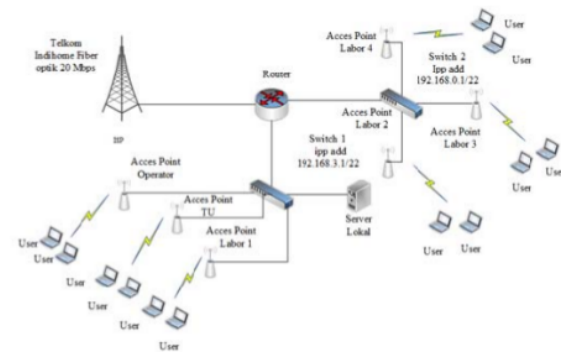 Telkom
Indihome Fiber
optik 20 Mbps
ISP
Router
Acces Point
Labor 4
User
User
Switch 2
Ipp add
192.168.0.1/22
Acces Point
Labor 2
Acces Point
Labor 3
User
User
Switch 1
ipp add
192.168.3.1/22
User
User
Server
Lokal
Acces Point
Operator
Acces Point
TU
Acces Point
Labor 1
User
User
User
User
User
User